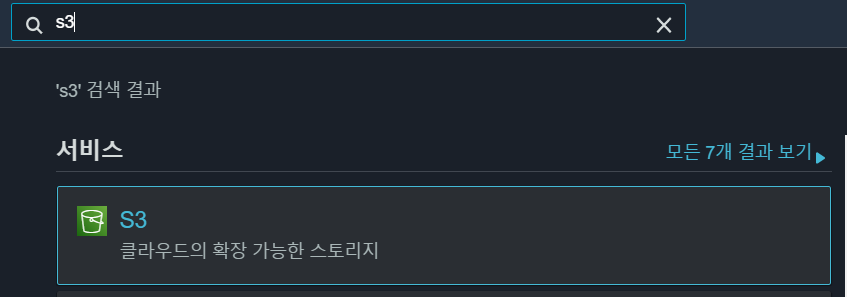 s3
's3' 검색 결과
서비스
모든 7개 결과 보기
S3
클라우드의 확장 가능한 스토리지